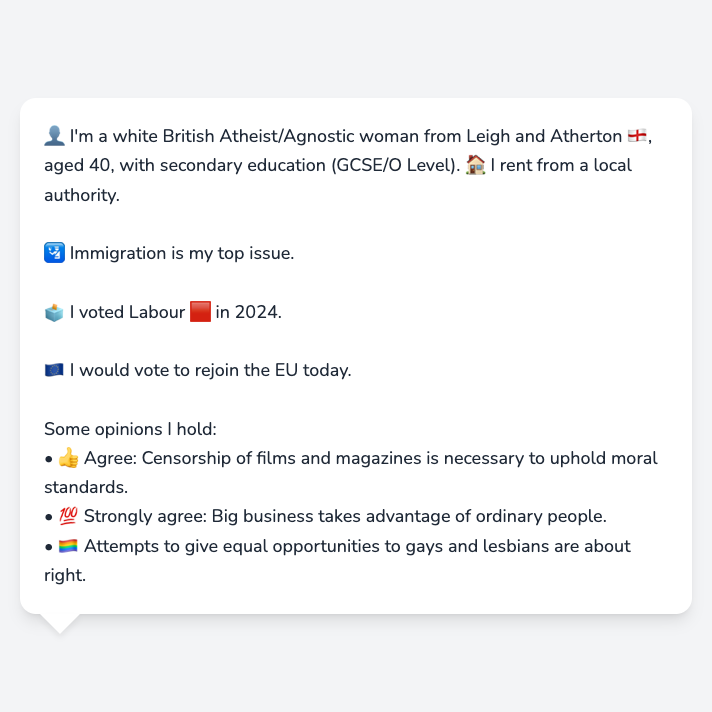 👤 I'm a white British Atheist/Agnostic woman from Leigh and Atherton 🏴󠁧󠁢󠁥󠁮󠁧󠁿,
aged 40, with secondary education (GCSE/O Level). 🏠 I rent from a local
authority.
🛂 Immigration is my top issue.
🗳️ I voted Labour 🟥 in 2024.
🇪🇺 I would vote to rejoin the EU today.
Some opinions I hold:
• 👍 Agree: Censorship of films and magazines is necessary to uphold moral
standards.
• 💯 Strongly agree: Big business takes advantage of ordinary people.
• 🏳️‍🌈 Attempts to give equal opportunities to gays and lesbians are about
right.